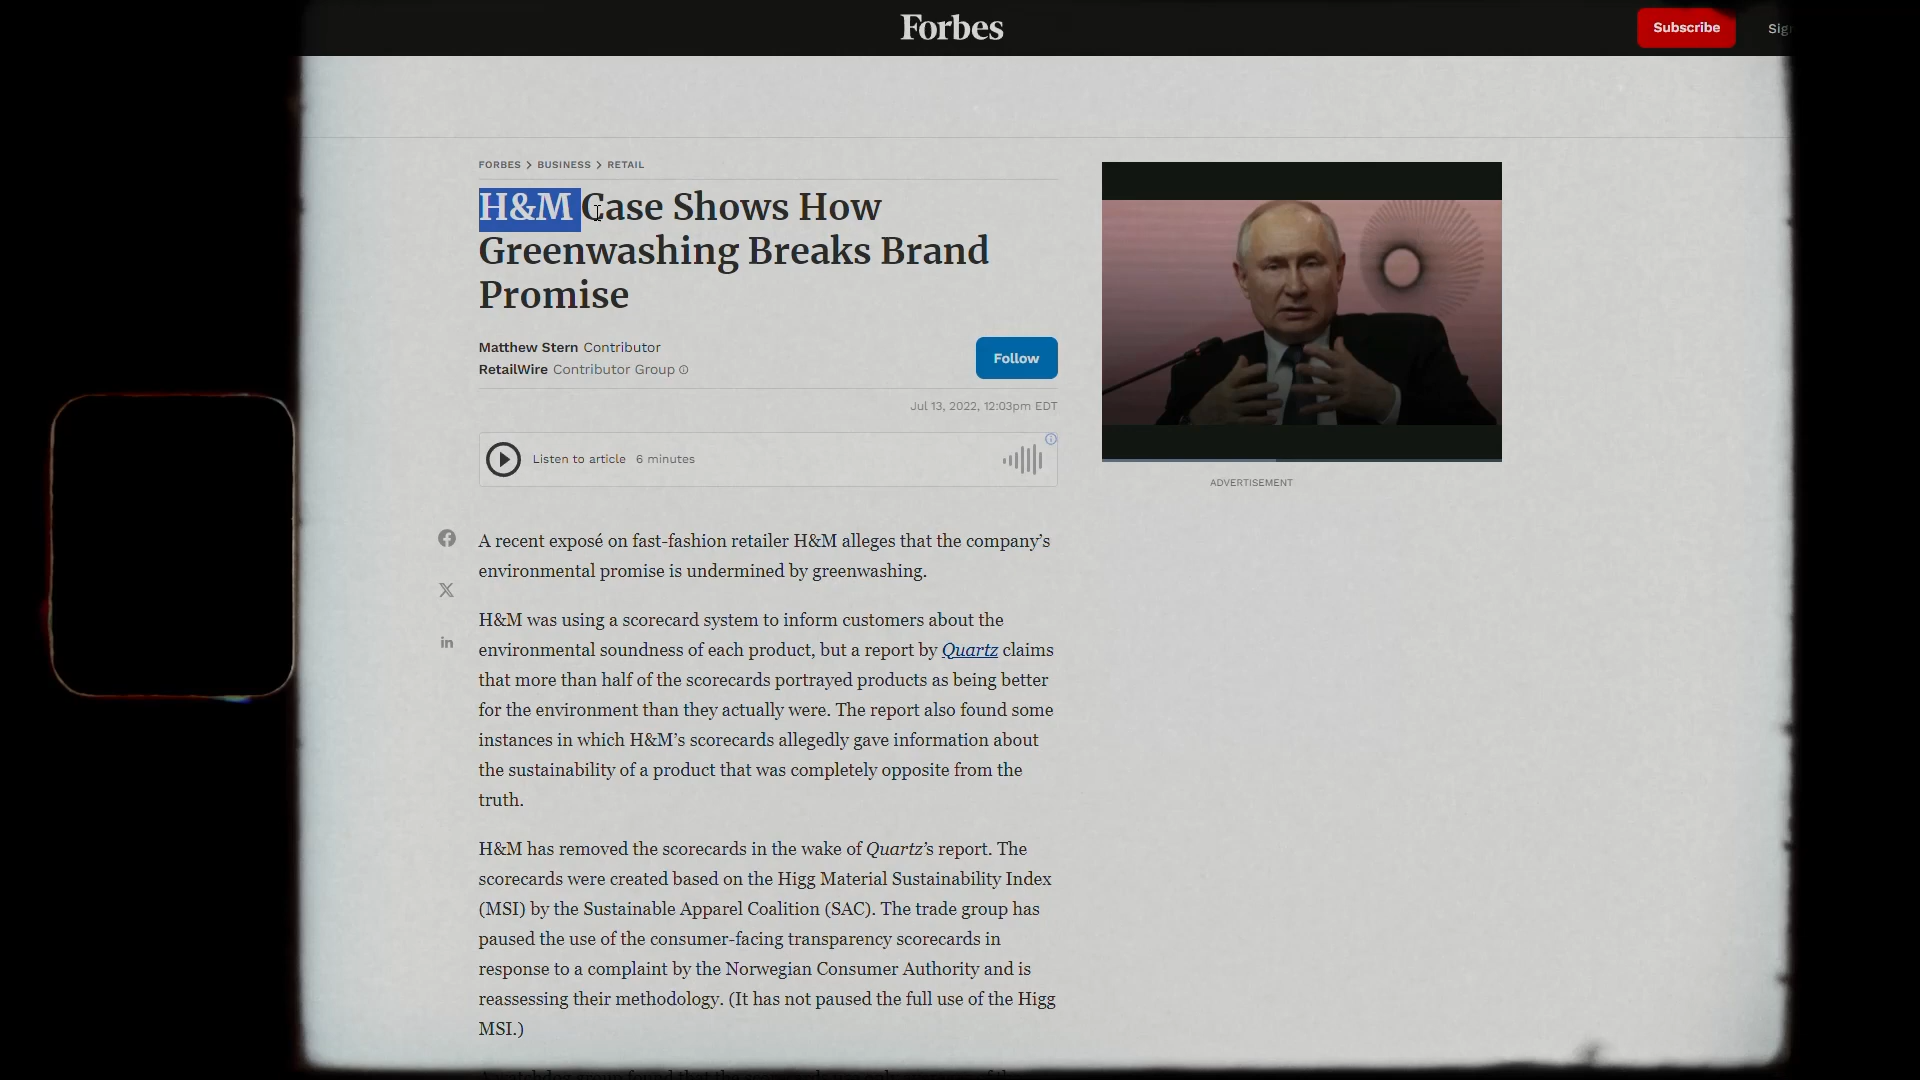 Forbes
Subscribe
FORBES > BUSINESS > RETAIL
H&M Case Shows How
Greenwashing Breaks Brand
Promise
Matthew Stern Contributor
RetailWire Contributor Group
Follow
Jul 13, 2022, 12:03pm EDT
Listen to article 6 minutes
ADVERTISEMENT
A recent exposé on fast-fashion retailer H&M alleges that the company’s
environmental promise is undermined by greenwashing.
H&M was using a scorecard system to inform customers about the
environmental soundness of each product, but a report by Quartz claims
that more than half of the scorecards portrayed products as being better
for the environment than they actually were. The report also found some
instances in which H&M’s scorecards allegedly gave information about
the sustainability of a product that was completely opposite from the
truth.
H&M has removed the scorecards in the wake of Quartz’s report. The
scorecards were created based on the Higg Material Sustainability Index
(MSI) by the Sustainable Apparel Coalition (SAC). The trade group has
paused the use of the consumer-facing transparency scorecards in
response to a complaint by the Norwegian Consumer Authority and is
reassessing their methodology. (It has not paused the full use of the Higg
MSI.)